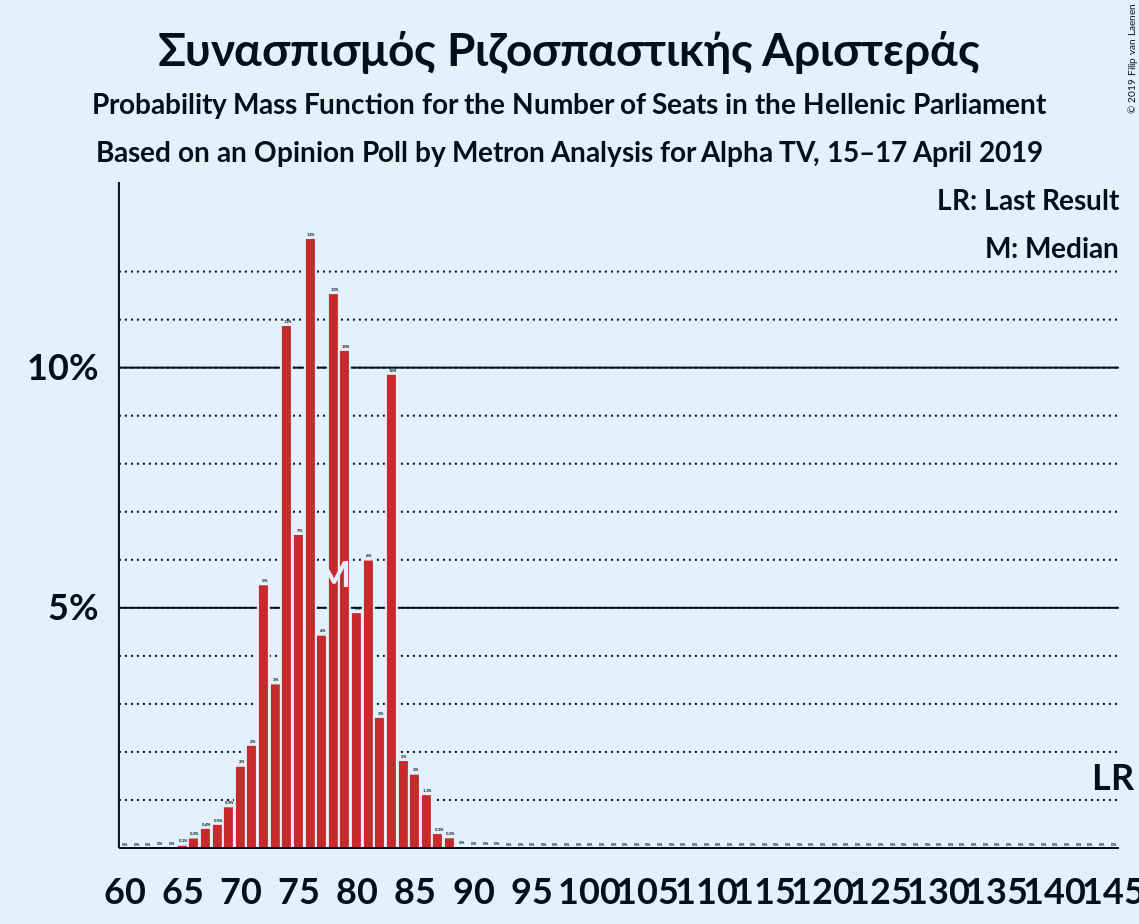 Συνασπισμός Ριζοσπαστικής Αριστεράς
Probability Mass Function for the Number of Seats in the Hellenic Parliament
Based on an Opinion Poll by Metron Analysis for Alpha TV, 15–17 April 2019
© 2019 Filip van Laenen
LR: Last Result
M: Median
10%
5%
M
LR
60 65 70 75 80 85 90 95 100 105 110 115 120 125 130 135 140 145